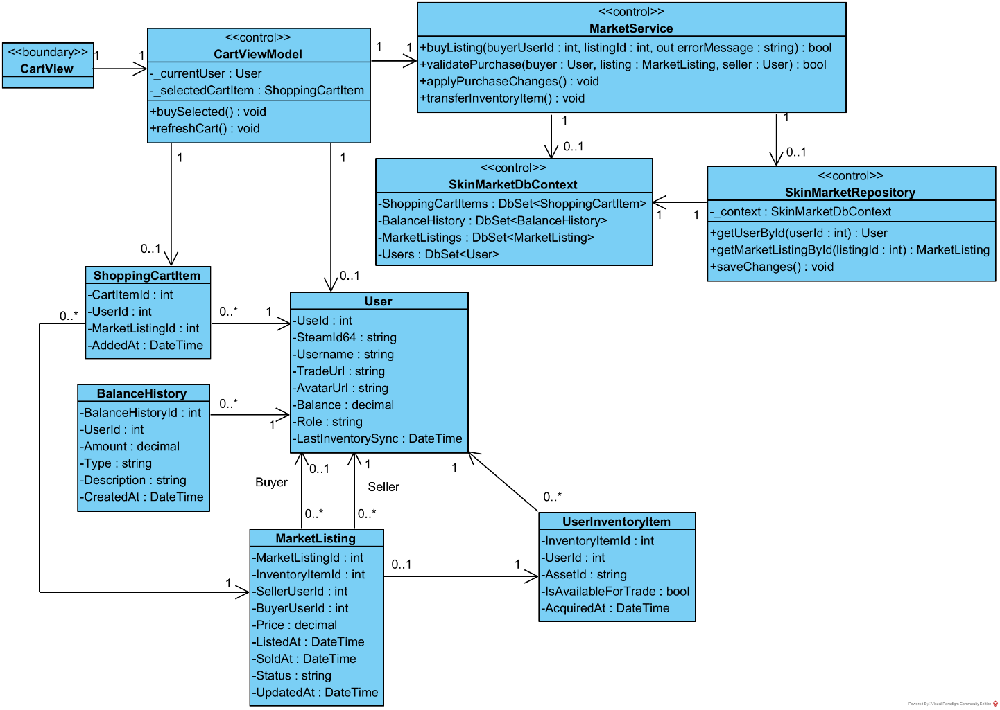 <<boundary>>
CartView
1
1
<<control>>
CartViewModel
-_currentUser : User
-_selectedCartItem : ShoppingCartItem
+buySelected() : void
+refreshCart() : void
1
1
<<control>>
MarketService
+buyListing(buyerUserId : int, listingId : int, out errorMessage : string) : bool
+validatePurchase(buyer : User, listing : MarketListing, seller : User) : bool
+applyPurchaseChanges() : void
+transferInventoryItem() : void
1
0..1
1
0..1
1
0..1
1
0..1
<<control>>
SkinMarketDbContext
-ShoppingCartItems : DbSet<ShoppingCartItem>
-BalanceHistory : DbSet<BalanceHistory>
-MarketListings : DbSet<MarketListing>
-Users : DbSet<User>
1
1
<<control>>
SkinMarketRepository
-_context : SkinMarketDbContext
+getUserById(userId : int) : User
+getMarketListingById(listingId : int) : MarketListing
+saveChanges() : void
ShoppingCartItem
-CartItemId : int
-UserId : int
-MarketListingId : int
-AddedAt : DateTime
0..*
0..*
1
User
-UseId : int
-SteamId64 : string
-Username : string
-TradeUrl : string
-AvatarUrl : string
-Balance : decimal
-Role : string
-LastInventorySync : DateTime
BalanceHistory
-BalanceHistoryId : int
-UserId : int
-Amount : decimal
-Type : string
-Description : string
-CreatedAt : DateTime
0..*
1
0..1
Buyer
0..*
1
Seller
0..*
1
0..*
MarketListing
-MarketListingId : int
-InventoryItemId : int
-SellerUserId : int
-BuyerUserId : int
-Price : decimal
-ListedAt : DateTime
-SoldAt : DateTime
-Status : string
-UpdatedAt : DateTime
1
0..1
1
UserInventoryItem
-InventoryItemId : int
-UserId : int
-AssetId : string
-IsAvailableForTrade : bool
-AcquiredAt : DateTime
Powered By Visual Paradigm Community Edition